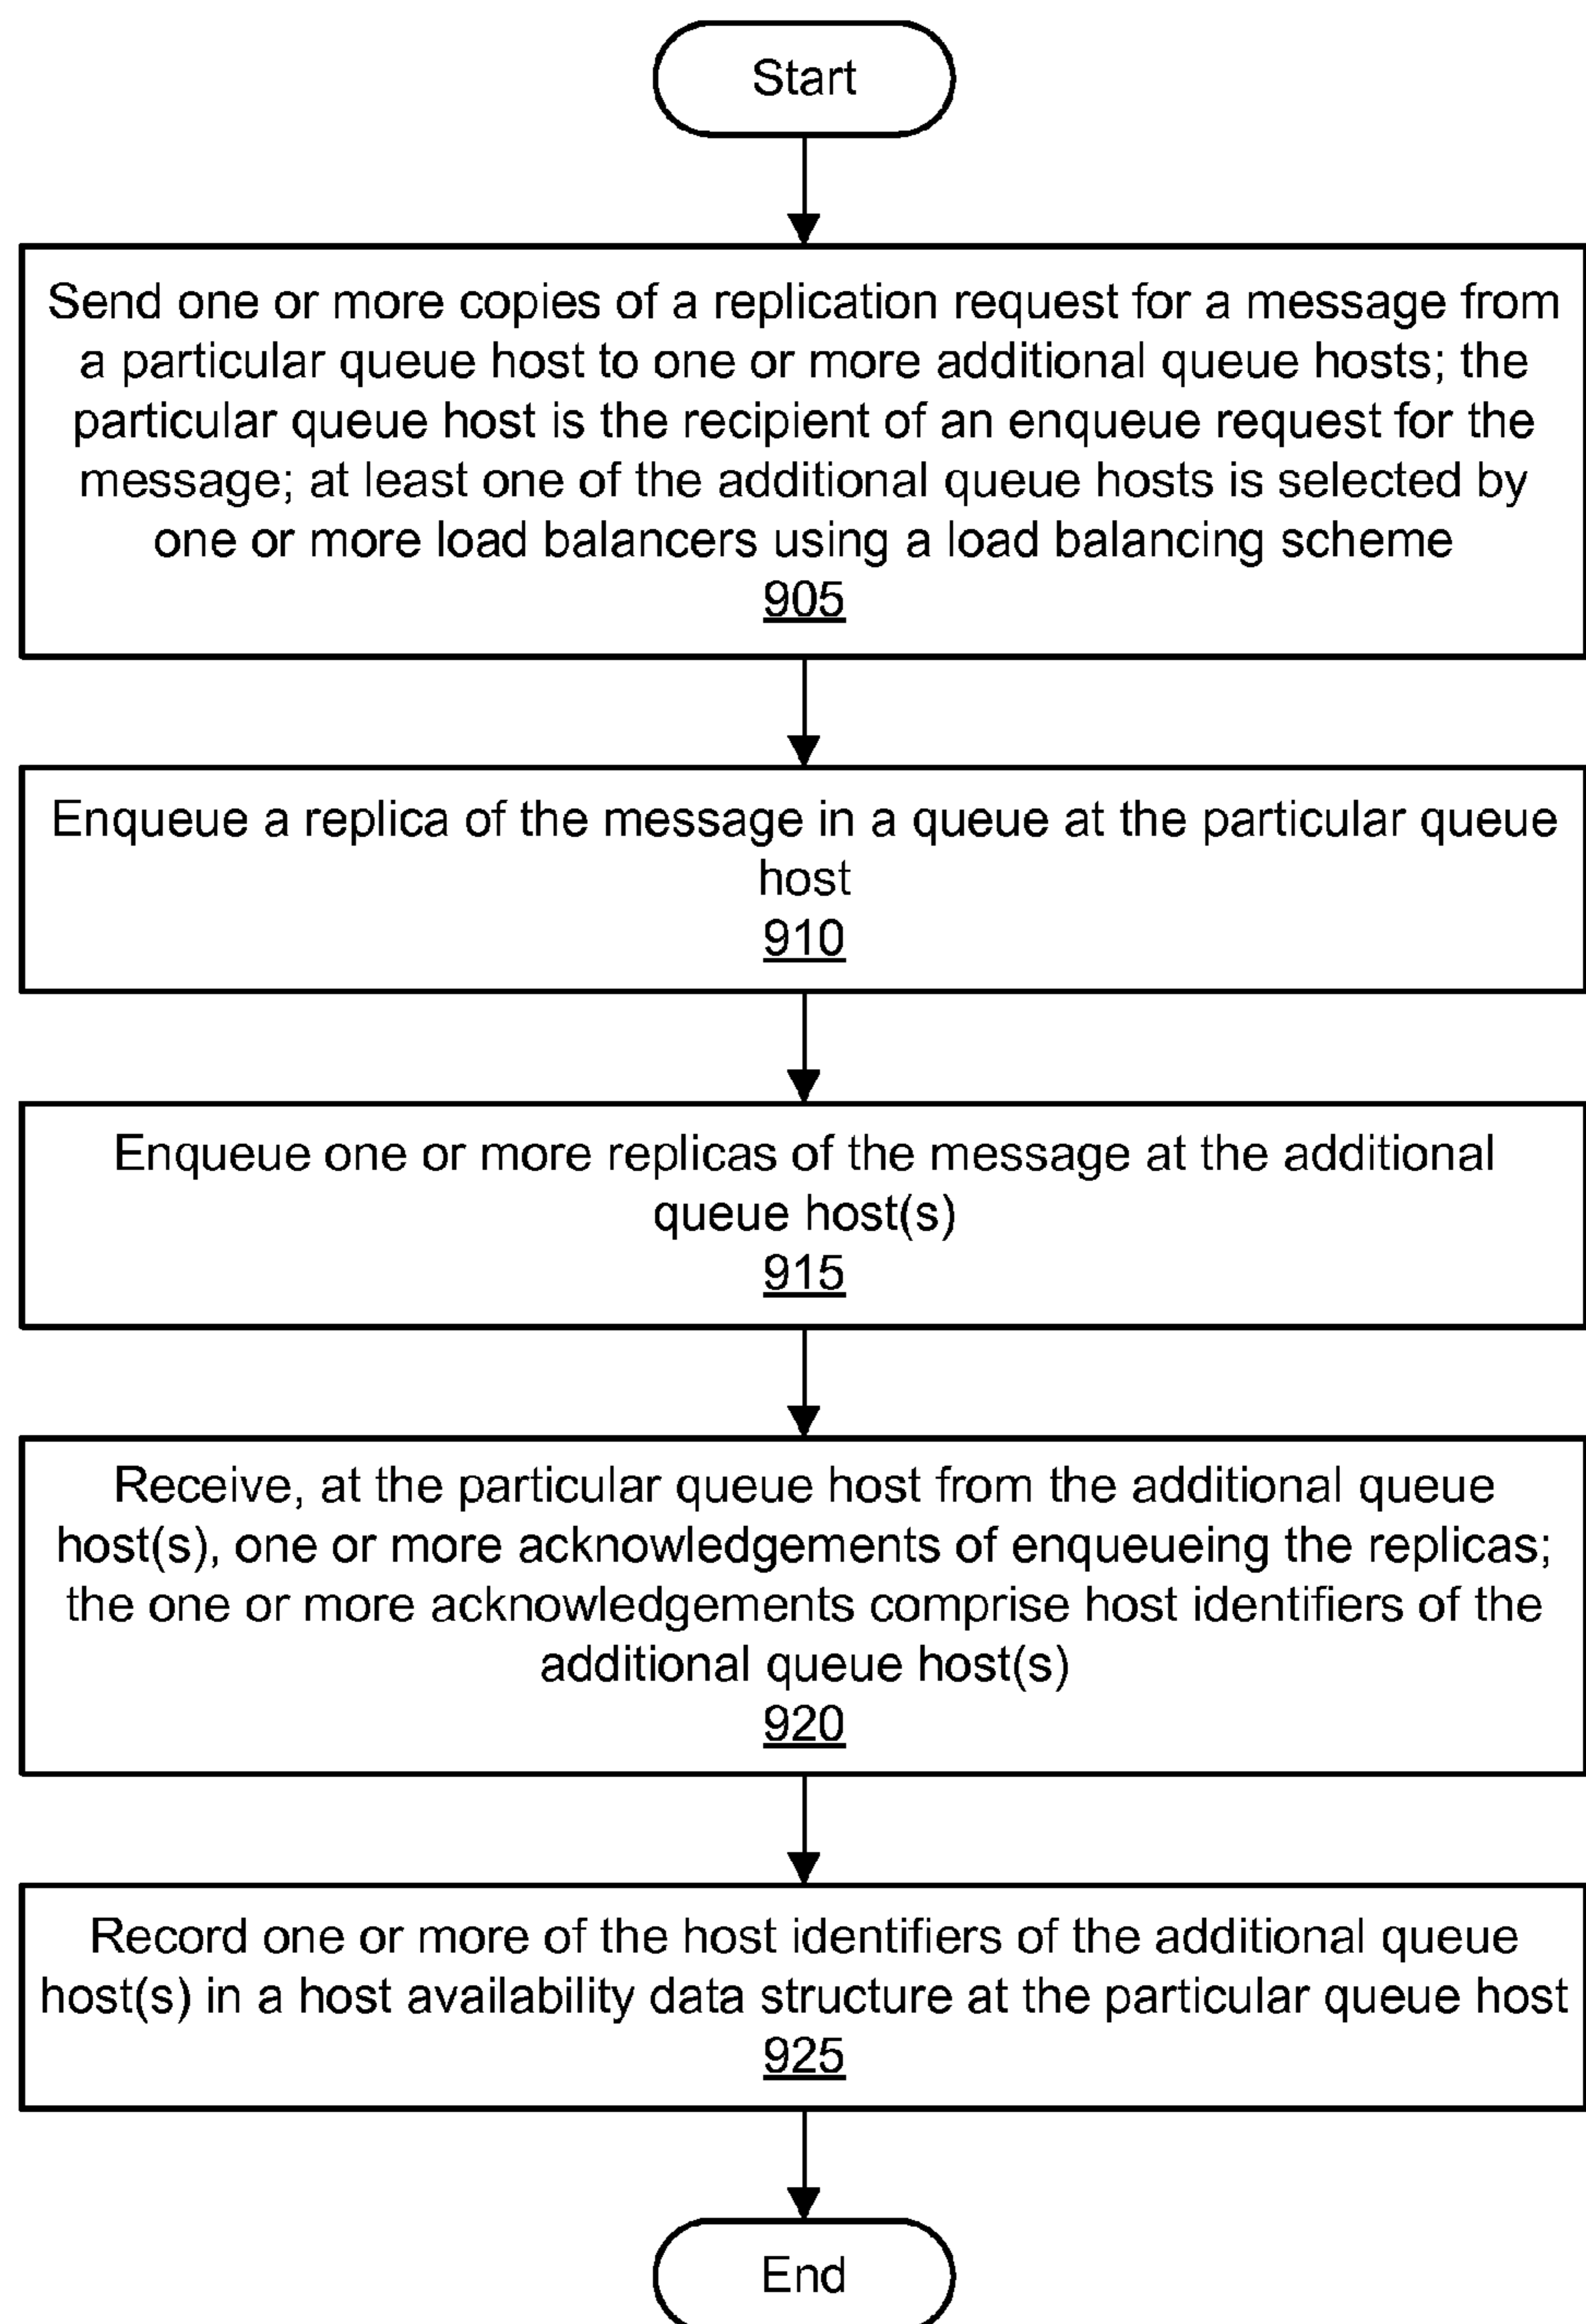 Start
Send one or more copies of a replication request for a message from
a particular queue host to one or more additional queue hosts; the
particular queue host is the recipient of an enqueue request for the
message; at least one of the additional queue hosts is selected by
one or more load balancers using a load balancing scheme
905
Enqueue a replica of the message in a queue at the particular queue
host
910
Enqueue one or more replicas of the message at the additional
queue host(s)
915
Receive, at the particular queue host from the additional queue
host(s), one or more acknowledgements of enqueueing the replicas;
the one or more acknowledgements comprise host identifiers of the
additional queue host(s)
920
Record one or more of the host identifiers of the additional queue
host(s) in a host availability data structure at the particular queue host
925
End